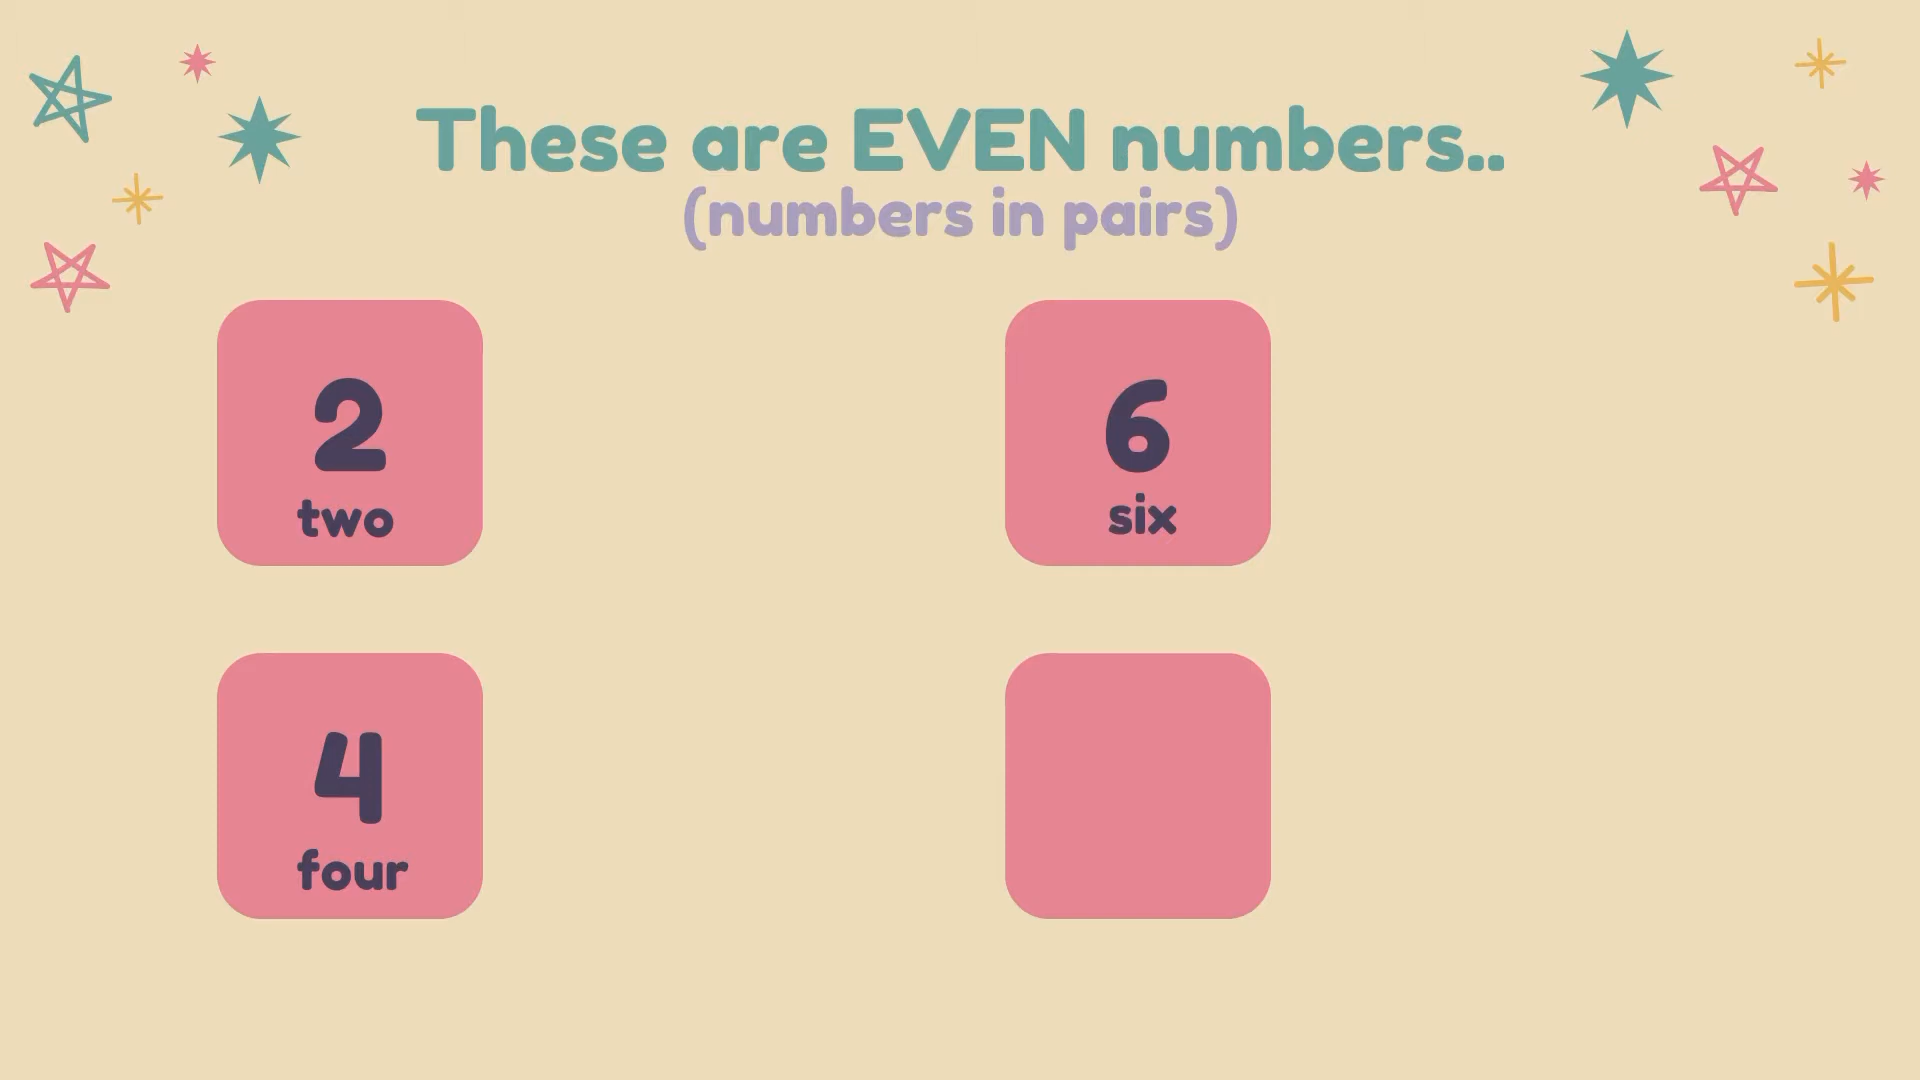 These are EVEN numbers..
(numbers in pairs)
2
two
6
six
4
four